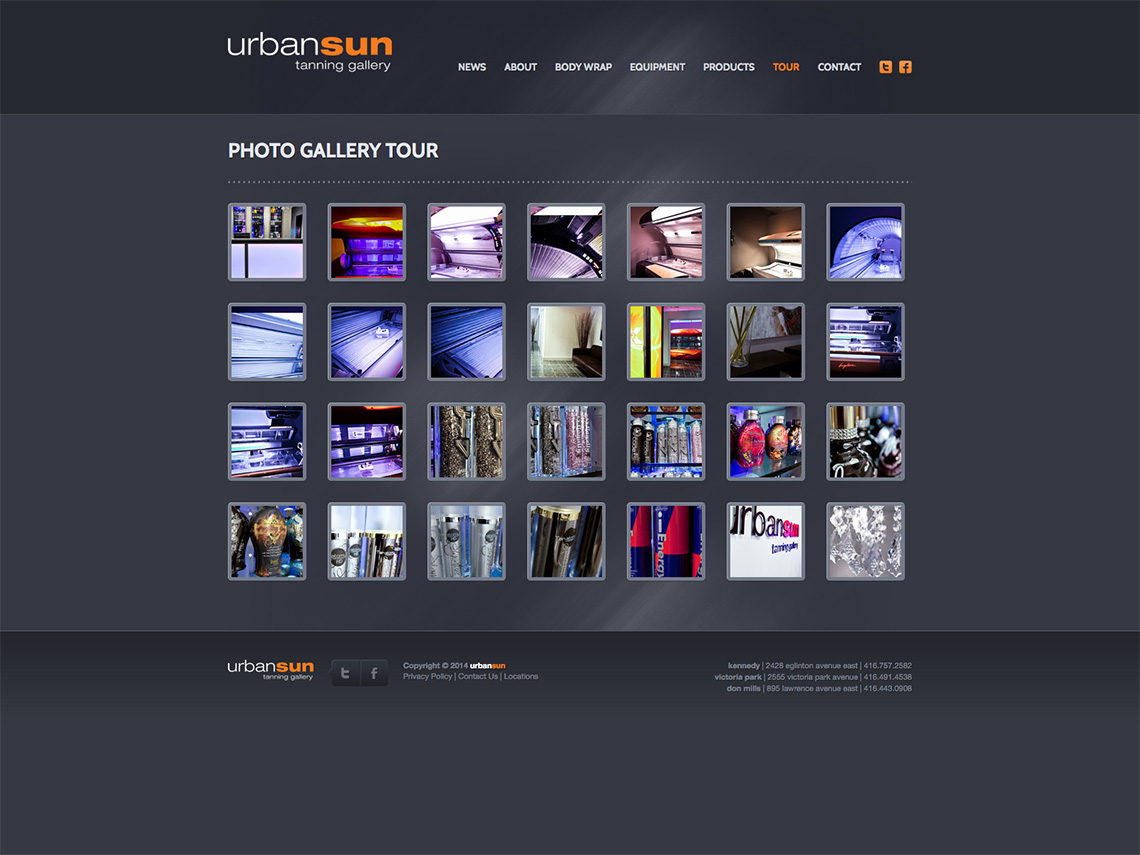 urbansun
tanning gallery
NEWS ABOUT BODY WRAP EQUIPMENT PRODUCTS TOUR CONTACT
PHOTO GALLERY TOUR
Energy
urbansun
tanning gallery
urbansun
tanning gallery
Copyright © 2014 urbansun
Privacy Policy | Contact Us | Locations
kennedy | 2428 eglinton avenue east | 416.757.2582
victoria park | 2555 victoria park avenue | 416.491.4538
don mills | 895 lawrence avenue east | 416.443.0908